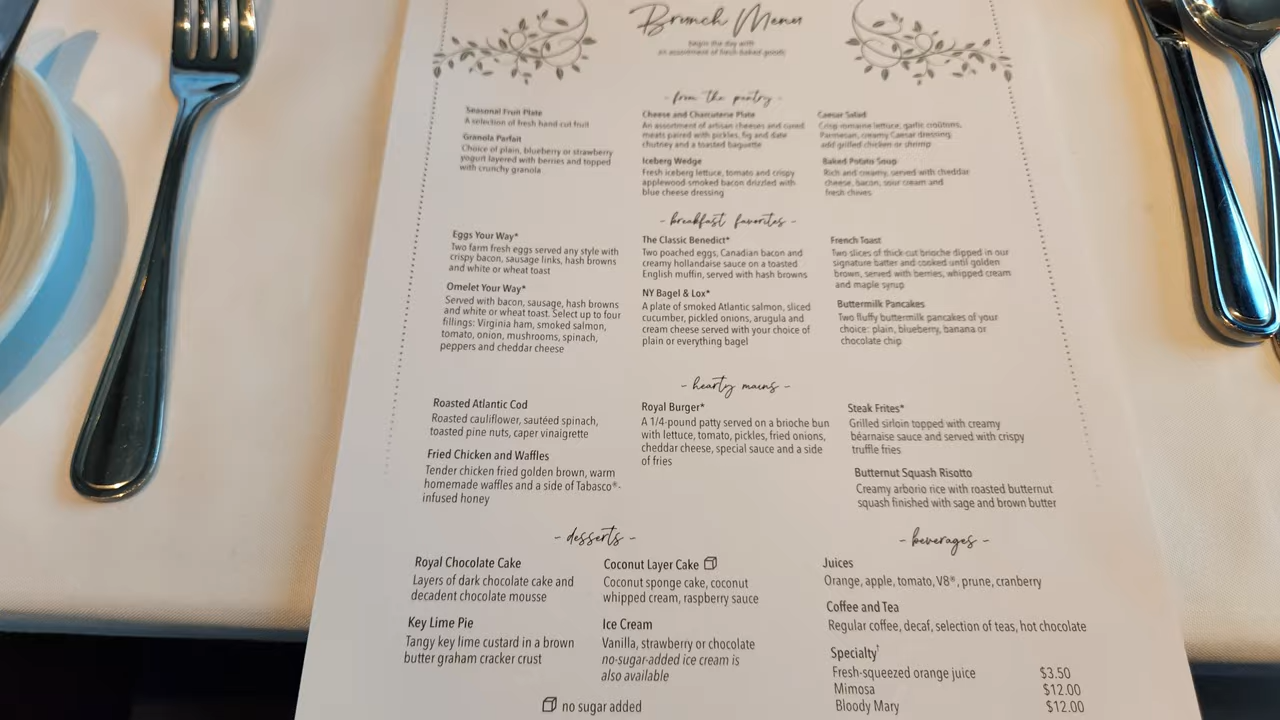 Brunch Menu
begin the day with
an assortment of fresh baked goods
- from the pantry -
Seasonal Fruit Plate
A selection of fresh hand cut fruit
Granola Parfait
Choice of plain, blueberry or strawberry
yogurt layered with berries and topped
with crunchy granola
Cheese and Charcuterie Plate
An assortment of artisan cheeses and cured
meats paired with pickles, fig and date
chutney and a toasted baguette
Iceberg Wedge
Fresh iceberg lettuce, tomato and crispy
applewood smoked bacon drizzled with
blue cheese dressing
Caesar Salad
Crisp romaine lettuce, garlic croûtons,
Parmesan, creamy Caesar dressing,
add grilled chicken or shrimp
Baked Potato Soup
Rich and creamy, served with cheddar
cheese, bacon, sour cream and
fresh chives
- breakfast favorites -
Eggs Your Way*
Two farm fresh eggs served any style with
crispy bacon, sausage links, hash browns
and white or wheat toast
Omelet Your Way*
Served with bacon, sausage, hash browns
and white or wheat toast. Select up to four
fillings: Virginia ham, smoked salmon,
tomato, onion, mushrooms, spinach,
peppers and cheddar cheese
The Classic Benedict*
Two poached eggs, Canadian bacon and
creamy hollandaise sauce on a toasted
English muffin, served with hash browns
NY Bagel & Lox*
A plate of smoked Atlantic salmon, sliced
cucumber, pickled onions, arugula and
cream cheese served with your choice of
plain or everything bagel
French Toast
Two slices of thick-cut brioche dipped in our
signature batter and cooked until golden
brown, served with berries, whipped cream
and maple syrup
Buttermilk Pancakes
Two fluffy buttermilk pancakes of your
choice: plain, blueberry, banana or
chocolate chip
- hearty mains -
Roasted Atlantic Cod
Roasted cauliflower, sautéed spinach,
toasted pine nuts, caper vinaigrette
Fried Chicken and Waffles
Tender chicken fried golden brown, warm
homemade waffles and a side of Tabasco®-
infused honey
Royal Burger*
A 1/4-pound patty served on a brioche bun
with lettuce, tomato, pickles, fried onions,
cheddar cheese, special sauce and a side
of fries
Steak Frites*
Grilled sirloin topped with creamy
béarnaise sauce and served with crispy
truffle fries
Butternut Squash Risotto
Creamy arborio rice with roasted butternut
squash finished with sage and brown butter
- desserts -
Royal Chocolate Cake
Layers of dark chocolate cake and
decadent chocolate mousse
Key Lime Pie
Tangy key lime custard in a brown
butter graham cracker crust
Coconut Layer Cake
Coconut sponge cake, coconut
whipped cream, raspberry sauce
Ice Cream
Vanilla, strawberry or chocolate
no-sugar-added ice cream is
also available
no sugar added
- beverages -
Juices
Orange, apple, tomato, V8®, prune, cranberry
Coffee and Tea
Regular coffee, decaf, selection of teas, hot chocolate
Specialty†
Fresh-squeezed orange juice $3.50
Mimosa $12.00
Bloody Mary $12.00